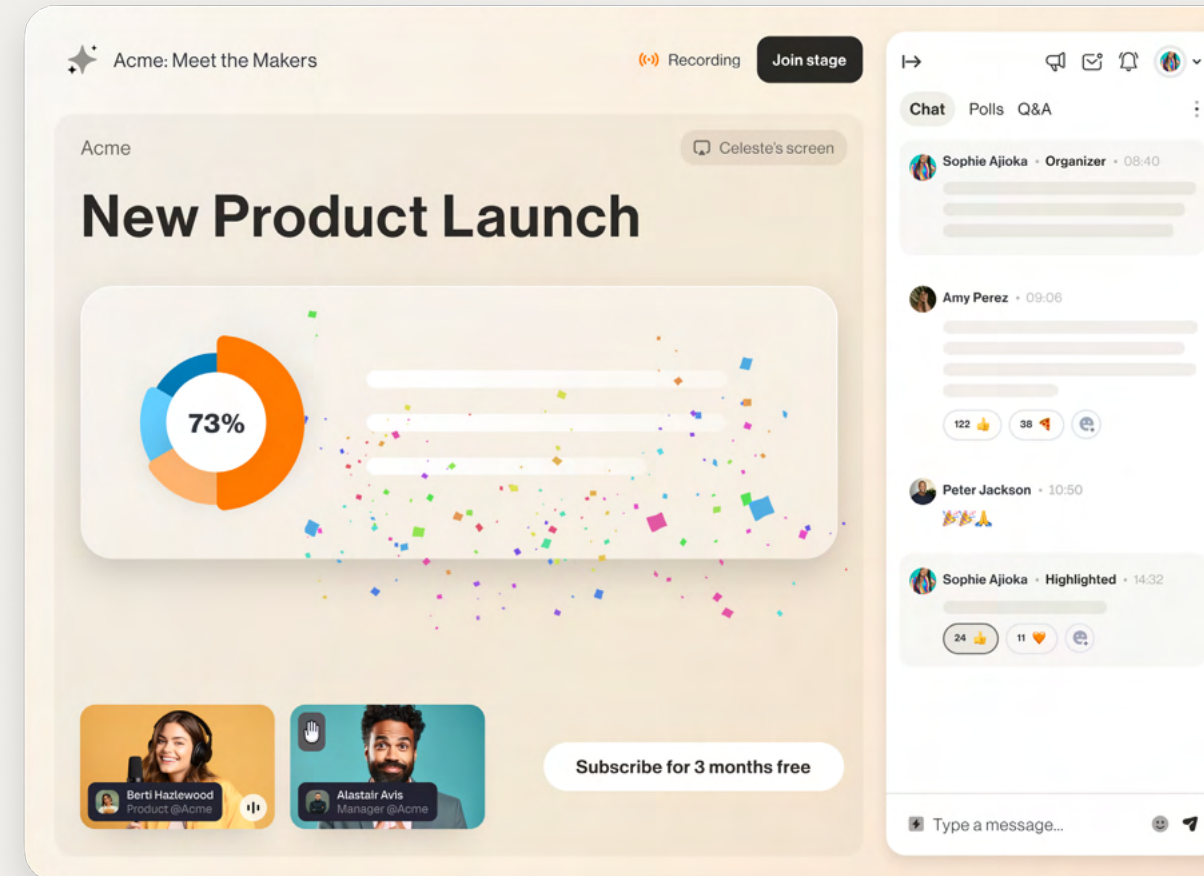 Acme: Meet the Makers
Recording
Join stage
Acme
Celeste's screen
New Product Launch
73%
Berti Hazlewood
Product @Acme
Alastair Avis
Manager @Acme
Subscribe for 3 months free
Chat Polls Q&A
Sophie Ajioka • Organizer • 08:40
Amy Perez • 09:06
122 👍 38 🍕
Peter Jackson • 10:50
🎉🎉🙏
Sophie Ajioka • Highlighted • 14:32
24 👍 11 🧡
Type a message...